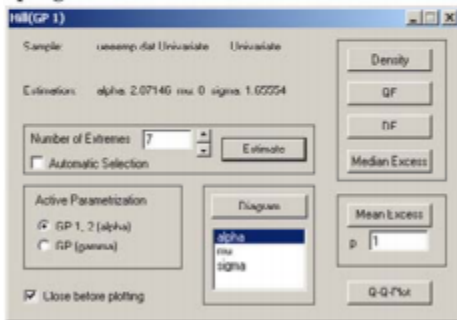 Hill(GP 1)
Sample: Univariate Univariate
Estimation: alpha: 2.07146 mu: 0 sigma: 1.65554
Number of Extremes 7
Automatic Selection
Estimate
Active Parametrization
GP 1, 2 (alpha)
GP (gamma)
Close before plotting
Diagram
alpha
mu
sigma
Density
QF
DF
Median Excess
Mean Excess
p 1
Q-Q-Plot